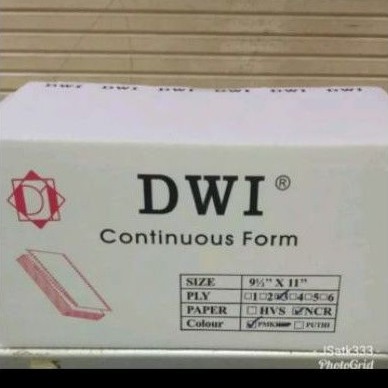 DWI DWI DWI DWI DWI DWI
DWI ®
Continuous Form
SIZE 9½" X 11"
PLY □1□2☑3□4□5□6
PAPER □HVS ☑NCR
Colour ☑ □PUTIH
iSatk333
PhotoGrid